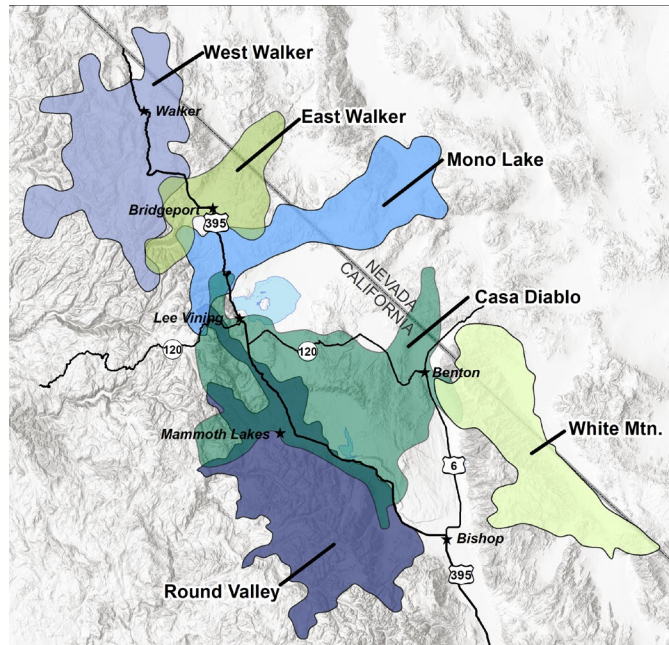 West Walker
Walker
East Walker
Mono Lake
Bridgeport
395
NEVADA
CALIFORNIA
Casa Diablo
Lee Vining
120
120
Benton
White Mtn.
Mammoth Lakes
6
Bishop
395
Round Valley